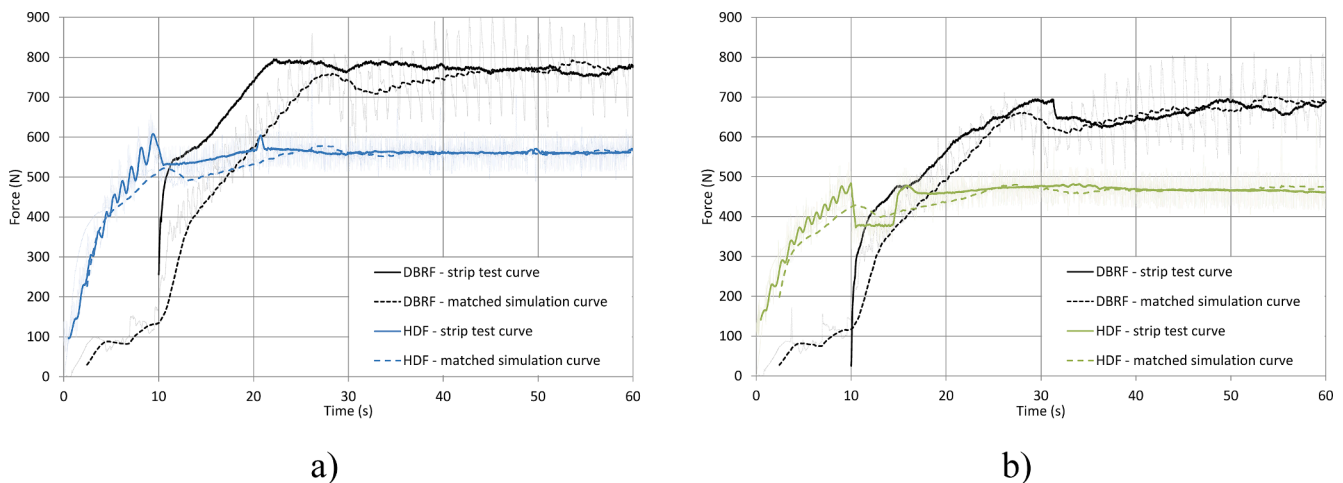 900
800
700
600
500
400
300
200
100
0
Force (N)
0 10 20 30 40 50 60
Time (s)
DBRF - strip test curve
DBRF - matched simulation curve
HDF - strip test curve
HDF - matched simulation curve
a)
900
800
700
600
500
400
300
200
100
0
Force (N)
0 10 20 30 40 50 60
Time (s)
DBRF - strip test curve
DBRF - matched simulation curve
HDF - strip test curve
HDF - matched simulation curve
b)